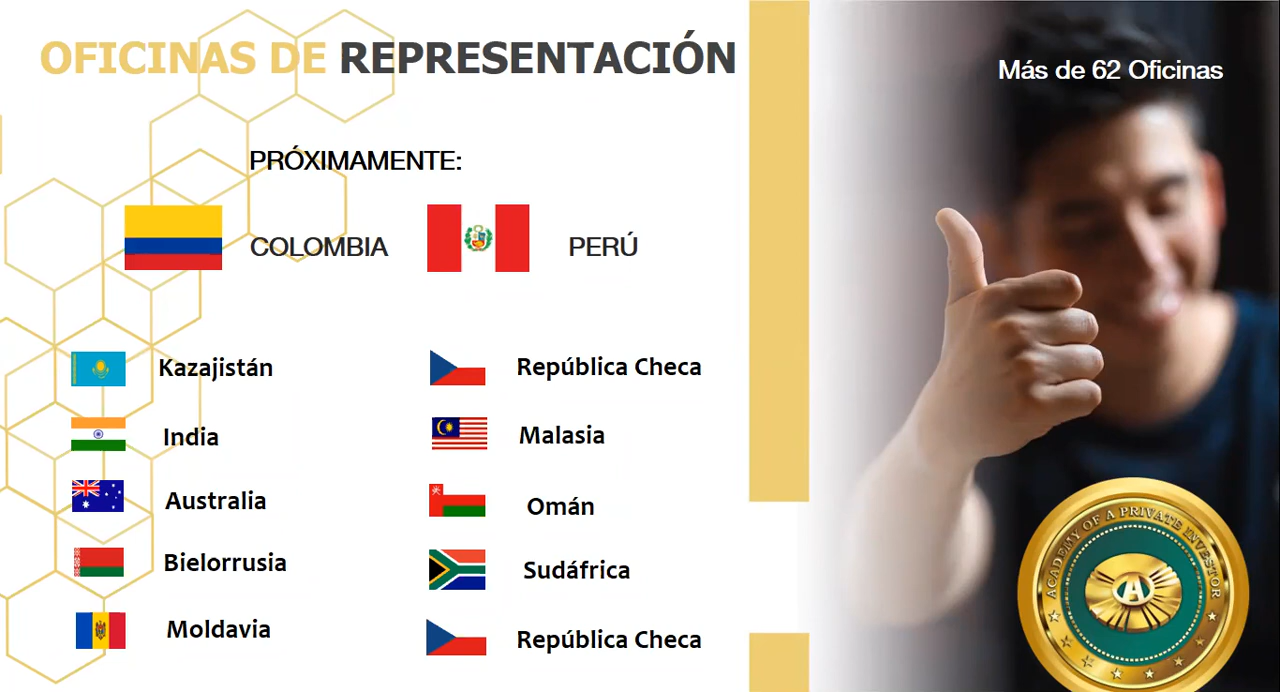 OFICINAS DE REPRESENTACIÓN
Más de 62 Oficinas
PRÓXIMAMENTE:
COLOMBIA
PERÚ
Kazajistán
República Checa
India
Malasia
Australia
Omán
Bielorrusia
Sudáfrica
Moldavia
República Checa
ACADEMY OF A PRIVATE INVESTOR
A